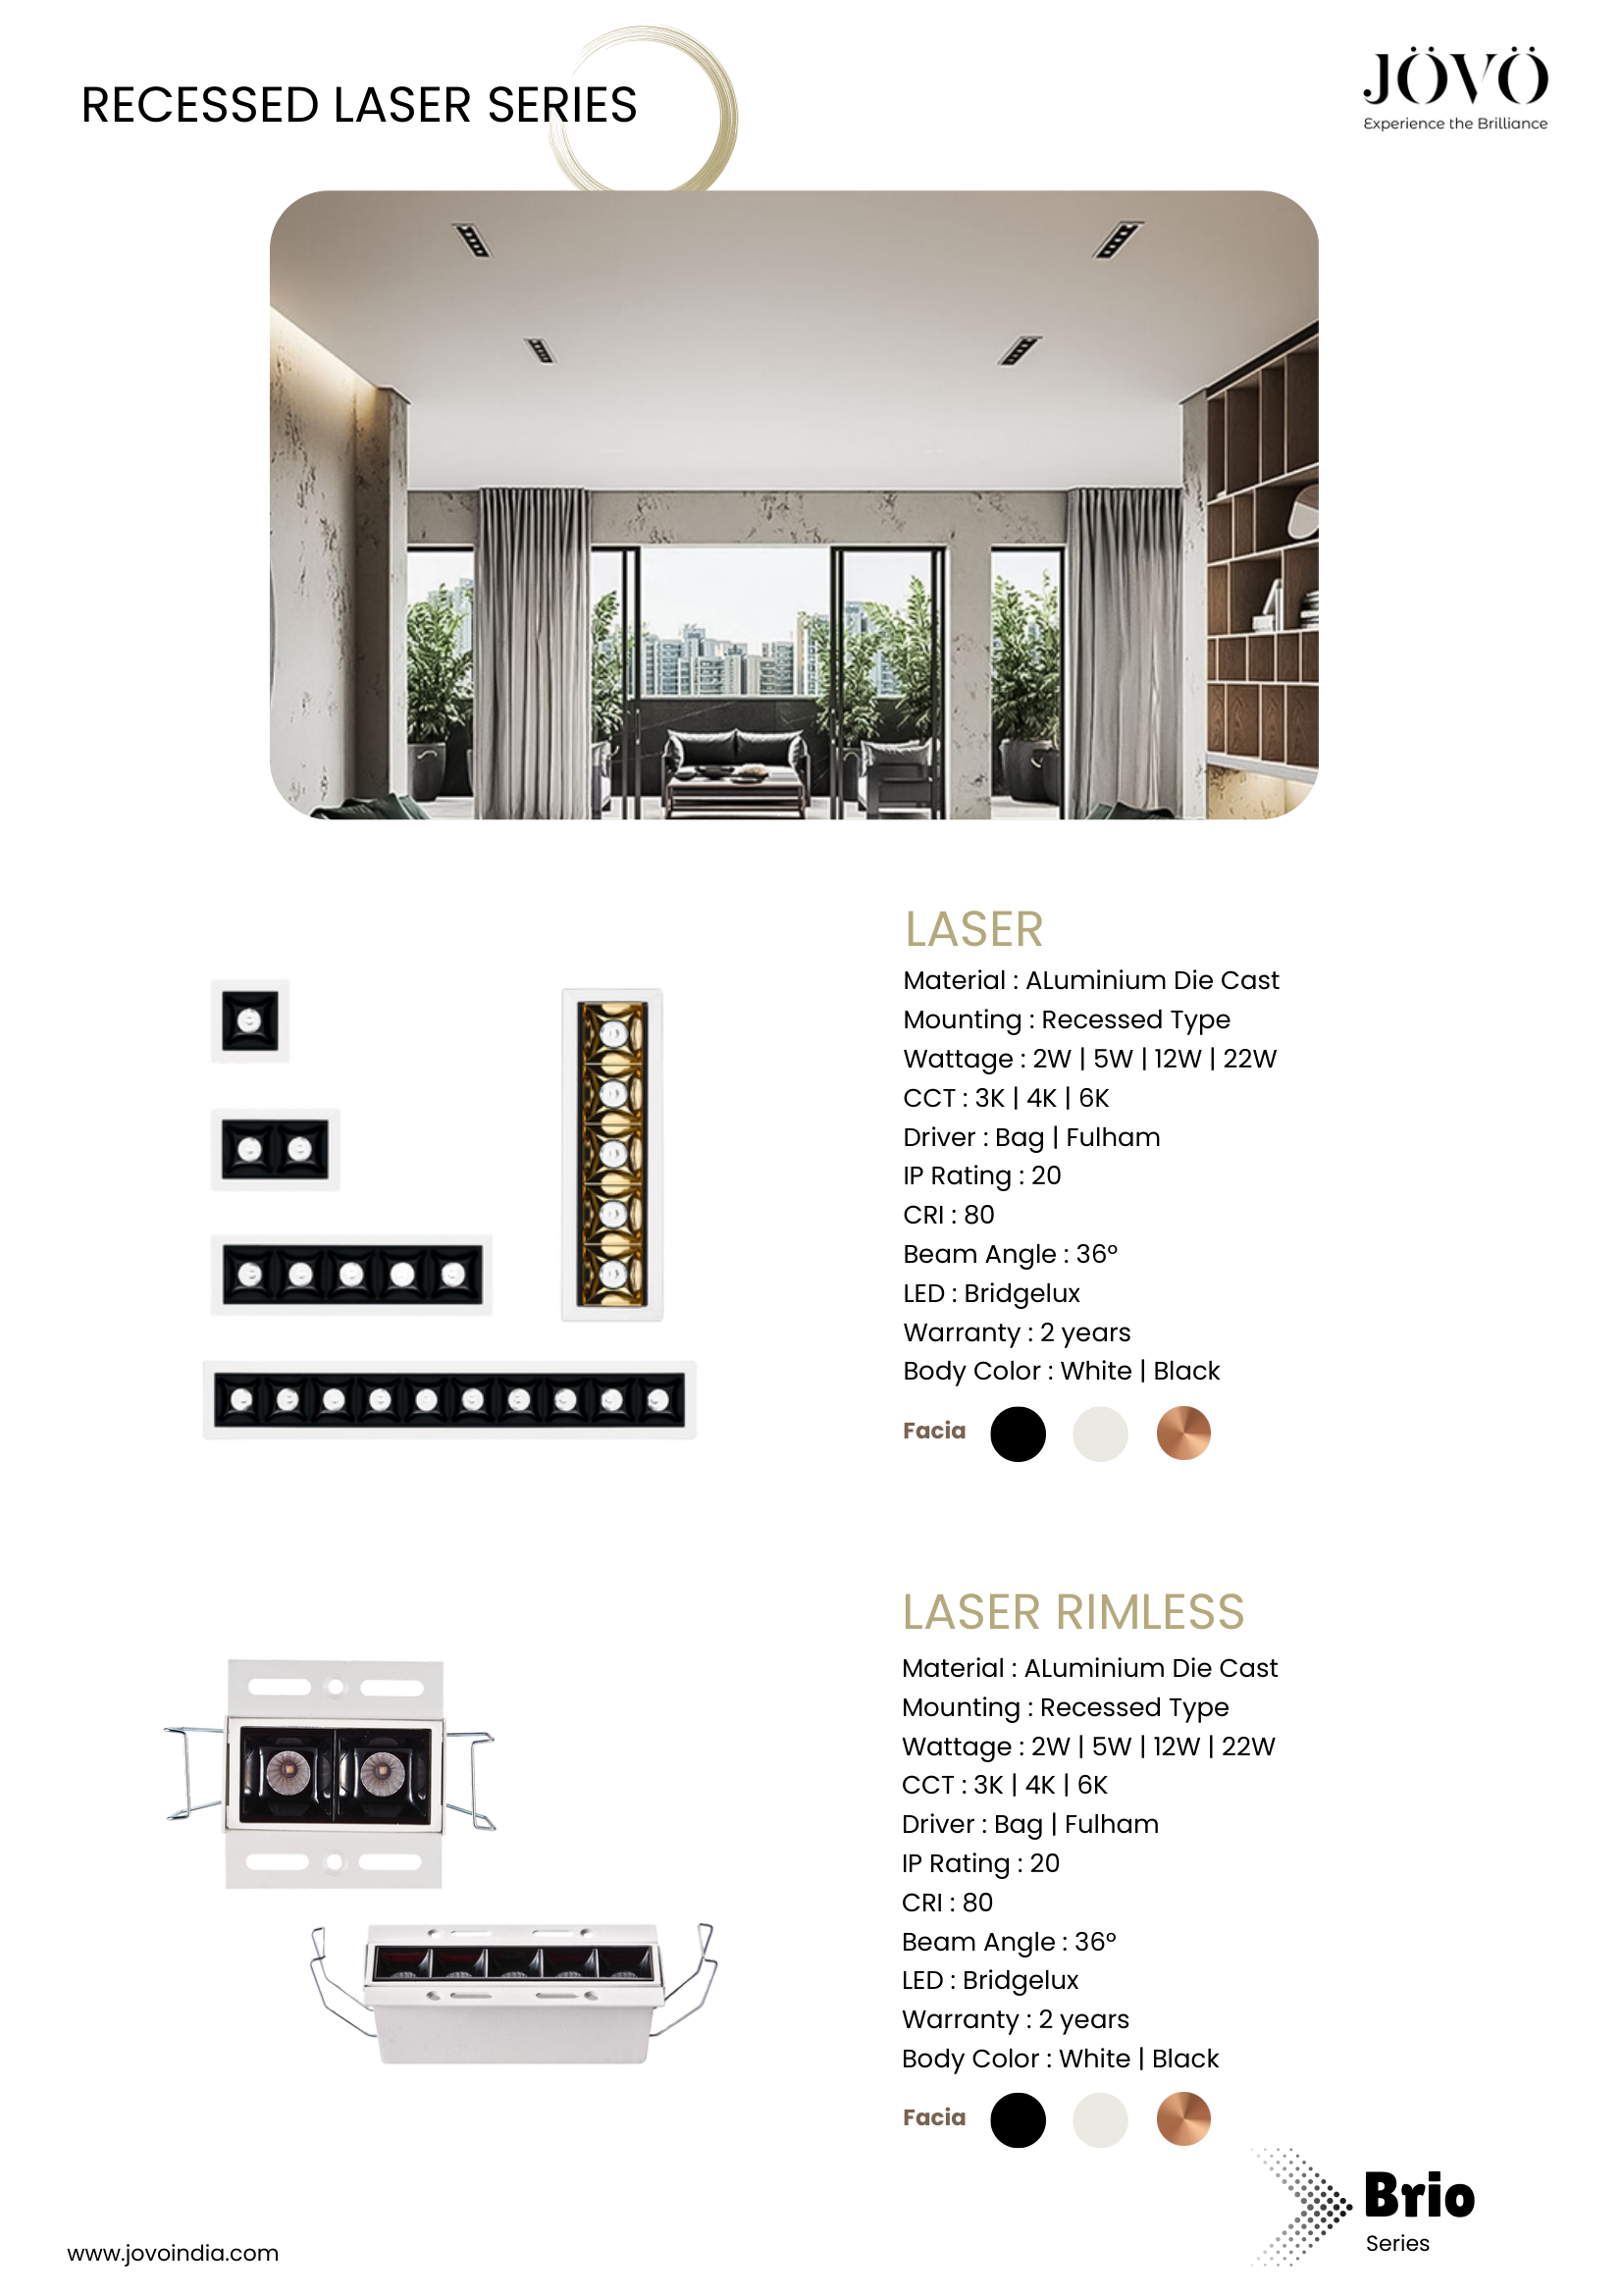 RECESSED LASER SERIES
JÖVÖ
Experience the Brilliance
LASER
Material : ALuminium Die Cast
Mounting : Recessed Type
Wattage : 2W | 5W | 12W | 22W
CCT : 3K | 4K | 6K
Driver : Bag | Fulham
IP Rating : 20
CRI : 80
Beam Angle : 36°
LED : Bridgelux
Warranty : 2 years
Body Color : White | Black
Facia
LASER RIMLESS
Material : ALuminium Die Cast
Mounting : Recessed Type
Wattage : 2W | 5W | 12W | 22W
CCT : 3K | 4K | 6K
Driver : Bag | Fulham
IP Rating : 20
CRI : 80
Beam Angle : 36°
LED : Bridgelux
Warranty : 2 years
Body Color : White | Black
Facia
Brio
Series
www.jovoindia.com